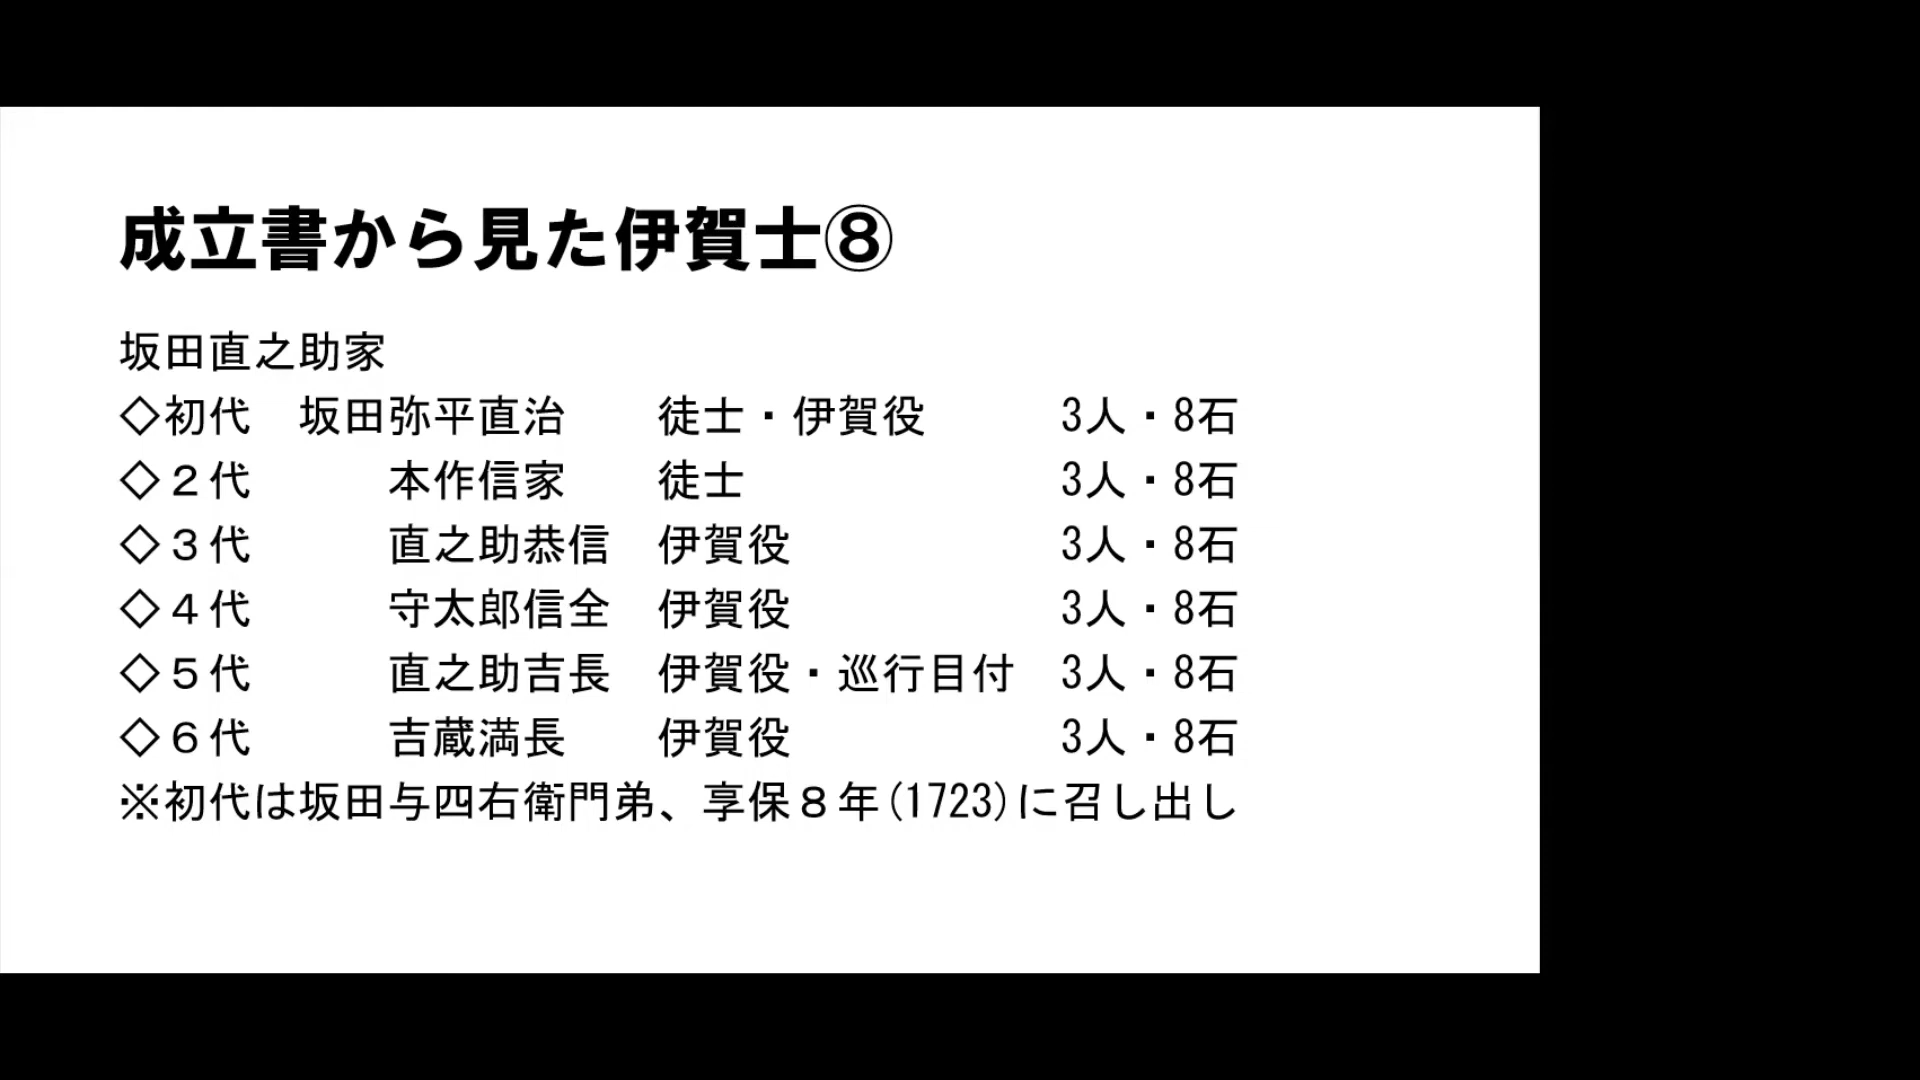 成立書から見た伊賀士⑧
坂田直之助家
◇初代　坂田弥平直治　　徒士・伊賀役　　　3人・8石
◇２代　　　本作信家　　徒士　　　　　　　3人・8石
◇３代　　　直之助恭信　伊賀役　　　　　　3人・8石
◇４代　　　守太郎信全　伊賀役　　　　　　3人・8石
◇５代　　　直之助吉長　伊賀役・巡行目付　3人・8石
◇６代　　　吉蔵満長　　伊賀役　　　　　　3人・8石
※初代は坂田与四右衛門弟、享保８年(1723)に召し出し